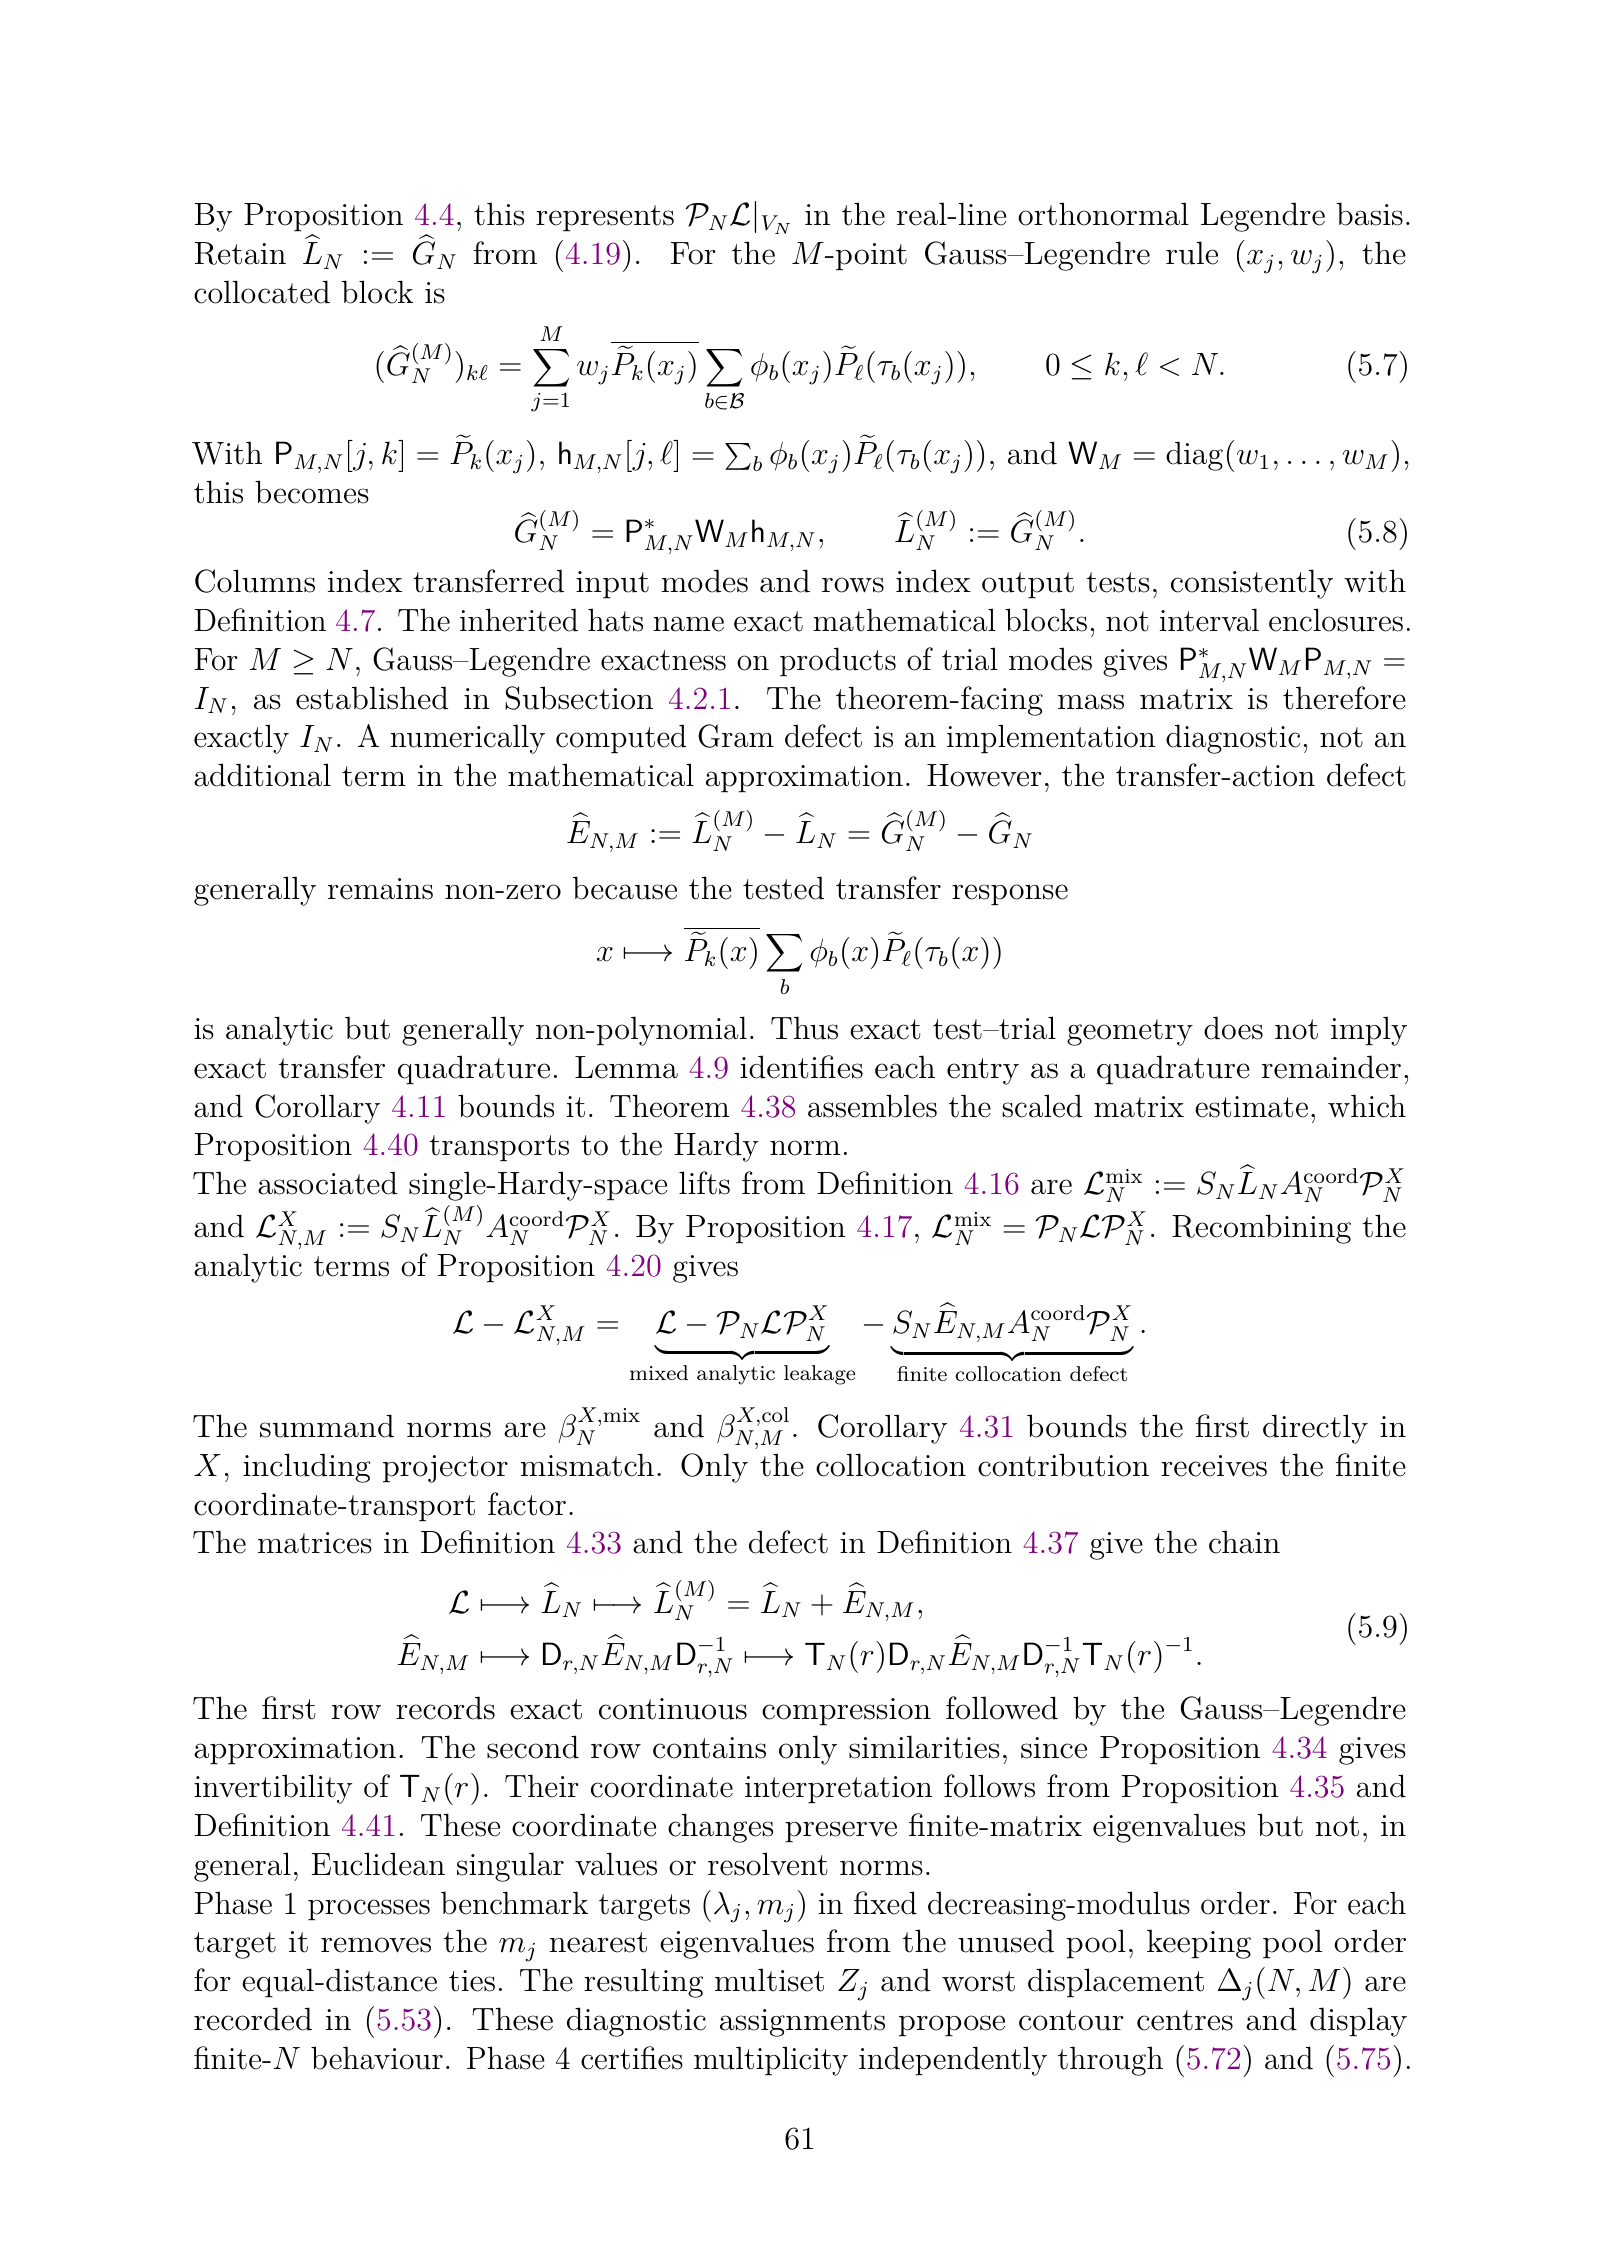 By Proposition 4.4, this represents 𝒫_N ℒ|_{V_N} in the real-line orthonormal Legendre basis.
Retain L̂_N := Ĝ_N from (4.19). For the M-point Gauss–Legendre rule (x_j, w_j), the
collocated block is
(Ĝ_N^{(M)})_{kℓ} = ∑_{j=1}^{M} w_j \overline{P̃_k(x_j)} ∑_{b∈ℬ} ϕ_b(x_j)P̃_ℓ(τ_b(x_j)), 0 ≤ k, ℓ < N. (5.7)
With P_{M,N}[j, k] = P̃_k(x_j), h_{M,N}[j, ℓ] = ∑_b ϕ_b(x_j)P̃_ℓ(τ_b(x_j)), and W_M = diag(w_1, . . . , w_M),
this becomes
Ĝ_N^{(M)} = P*_{M,N} W_M h_{M,N}, L̂_N^{(M)} := Ĝ_N^{(M)}. (5.8)
Columns index transferred input modes and rows index output tests, consistently with
Definition 4.7. The inherited hats name exact mathematical blocks, not interval enclosures.
For M ≥ N, Gauss–Legendre exactness on products of trial modes gives P*_{M,N} W_M P_{M,N} =
I_N, as established in Subsection 4.2.1. The theorem-facing mass matrix is therefore
exactly I_N. A numerically computed Gram defect is an implementation diagnostic, not an
additional term in the mathematical approximation. However, the transfer-action defect
Ê_{N,M} := L̂_N^{(M)} − L̂_N = Ĝ_N^{(M)} − Ĝ_N
generally remains non-zero because the tested transfer response
x ⟼ \overline{P̃_k(x)} ∑_b ϕ_b(x)P̃_ℓ(τ_b(x))
is analytic but generally non-polynomial. Thus exact test–trial geometry does not imply
exact transfer quadrature. Lemma 4.9 identifies each entry as a quadrature remainder,
and Corollary 4.11 bounds it. Theorem 4.38 assembles the scaled matrix estimate, which
Proposition 4.40 transports to the Hardy norm.
The associated single-Hardy-space lifts from Definition 4.16 are ℒ_N^{mix} := S_N L̂_N A_N^{coord} 𝒫_N^X
and ℒ_{N,M}^X := S_N L̂_N^{(M)} A_N^{coord} 𝒫_N^X. By Proposition 4.17, ℒ_N^{mix} = 𝒫_N ℒ𝒫_N^X. Recombining the
analytic terms of Proposition 4.20 gives
ℒ − ℒ_{N,M}^X = ℒ − 𝒫_N ℒ𝒫_N^X − S_N Ê_{N,M} A_N^{coord} 𝒫_N^X .
mixed analytic leakage finite collocation defect
The summand norms are β_N^{X,mix} and β_{N,M}^{X,col}. Corollary 4.31 bounds the first directly in
X, including projector mismatch. Only the collocation contribution receives the finite
coordinate-transport factor.
The matrices in Definition 4.33 and the defect in Definition 4.37 give the chain
ℒ ⟼ L̂_N ⟼ L̂_N^{(M)} = L̂_N + Ê_{N,M},
Ê_{N,M} ⟼ D_{r,N} Ê_{N,M} D_{r,N}^{−1} ⟼ T_N(r)D_{r,N} Ê_{N,M} D_{r,N}^{−1} T_N(r)^{−1}. (5.9)
The first row records exact continuous compression followed by the Gauss–Legendre
approximation. The second row contains only similarities, since Proposition 4.34 gives
invertibility of T_N(r). Their coordinate interpretation follows from Proposition 4.35 and
Definition 4.41. These coordinate changes preserve finite-matrix eigenvalues but not, in
general, Euclidean singular values or resolvent norms.
Phase 1 processes benchmark targets (λ_j, m_j) in fixed decreasing-modulus order. For each
target it removes the m_j nearest eigenvalues from the unused pool, keeping pool order
for equal-distance ties. The resulting multiset Z_j and worst displacement Δ_j(N, M) are
recorded in (5.53). These diagnostic assignments propose contour centres and display
finite-N behaviour. Phase 4 certifies multiplicity independently through (5.72) and (5.75).
61